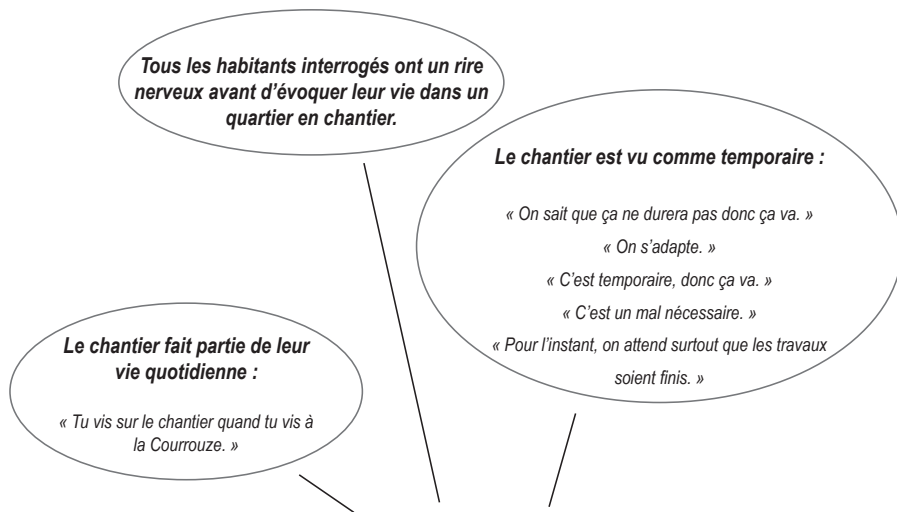 Tous les habitants interrogés ont un rire
nerveux avant d'évoquer leur vie dans un
quartier en chantier.
Le chantier est vu comme temporaire :
« On sait que ça ne durera pas donc ça va. »
« On s'adapte. »
« C'est temporaire, donc ça va. »
« C'est un mal nécessaire. »
« Pour l'instant, on attend surtout que les travaux
soient finis. »
Le chantier fait partie de leur
vie quotidienne :
« Tu vis sur le chantier quand tu vis à
la Courrouze. »